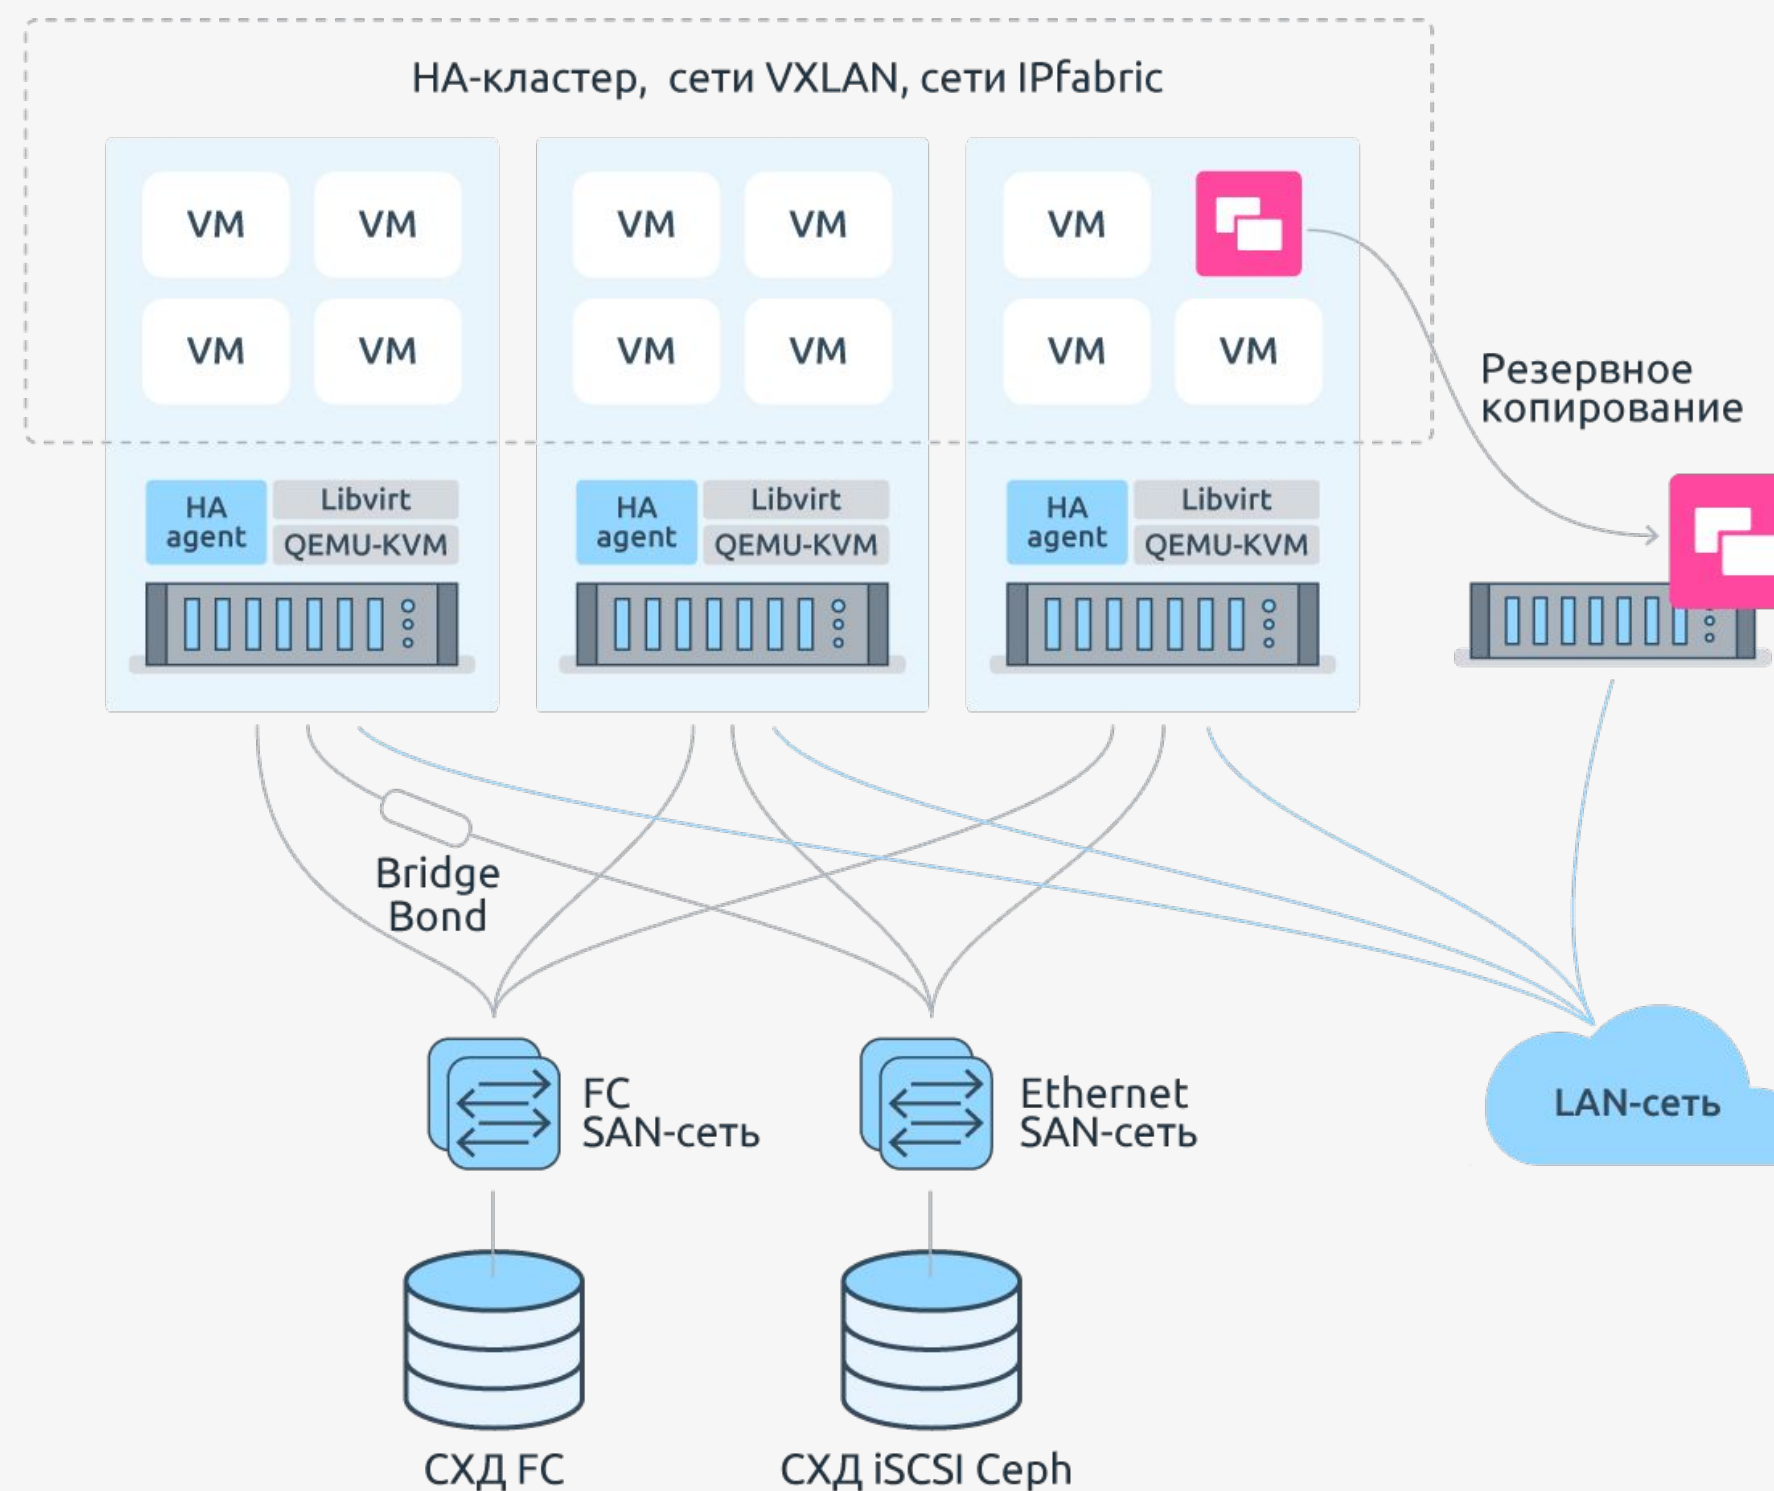 HA-кластер, сети VXLAN, сети IPfabric
VM VM VM VM VM
VM VM VM VM VM VM
Резервное
копирование
HA
agent
Libvirt
QEMU-KVM
HA
agent
Libvirt
QEMU-KVM
HA
agent
Libvirt
QEMU-KVM
Bridge
Bond
FC
SAN-сеть
Ethernet
SAN-сеть
LAN-сеть
СХД FC
СХД iSCSI Ceph